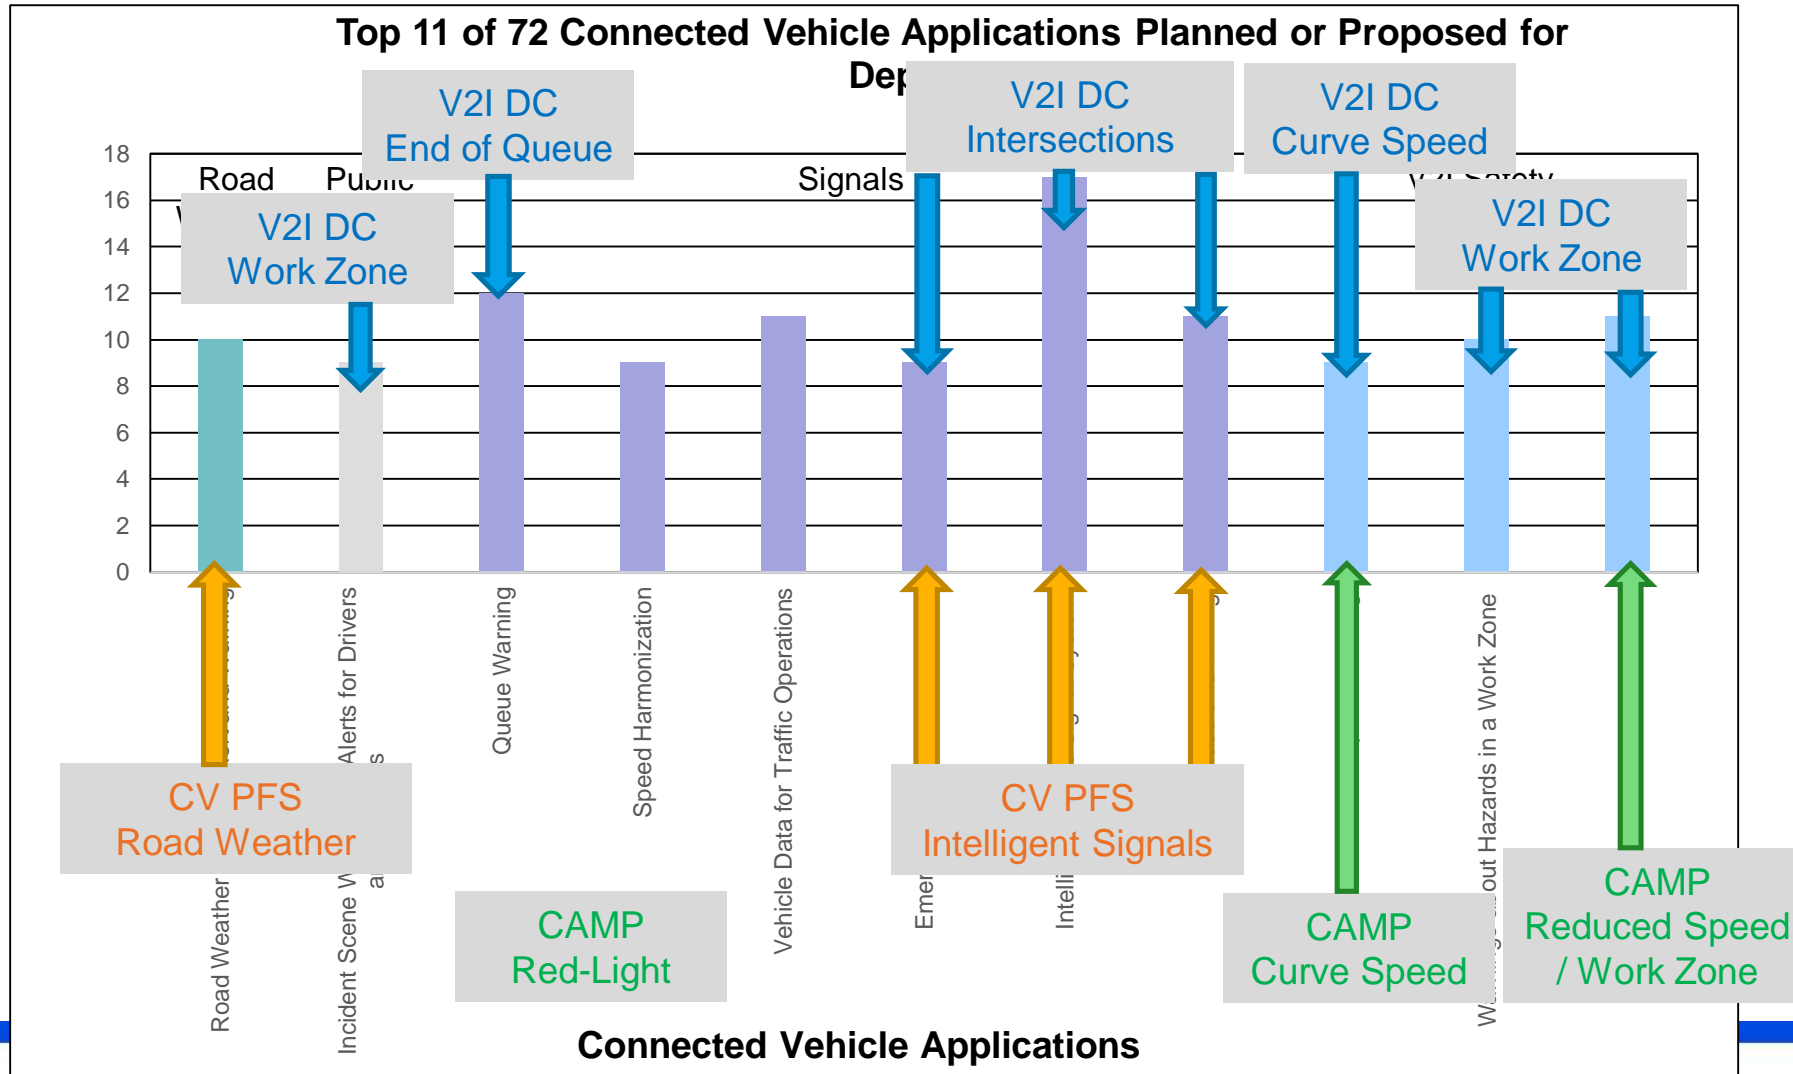 Top 11 of 72 Connected Vehicle Applications Planned or Proposed for
V2I DC
End of Queue
V2I DC
Intersections
V2I DC
Curve Speed
18
16
14
12
10
8
6
4
2
0
Road
Public
Signals
V2I Safety
V2I DC
Work Zone
V2I DC
Work Zone
Road Weather
Warning
Incident Scene
Alerts for Drivers
Queue Warning
Speed Harmonization
Vehicle Data for Traffic Operations
Hazards in a Work Zone
CV PFS
Road Weather
CV PFS
Intelligent Signals
CAMP
Red-Light
CAMP
Curve Speed
CAMP
Reduced Speed
/ Work Zone
Connected Vehicle Applications